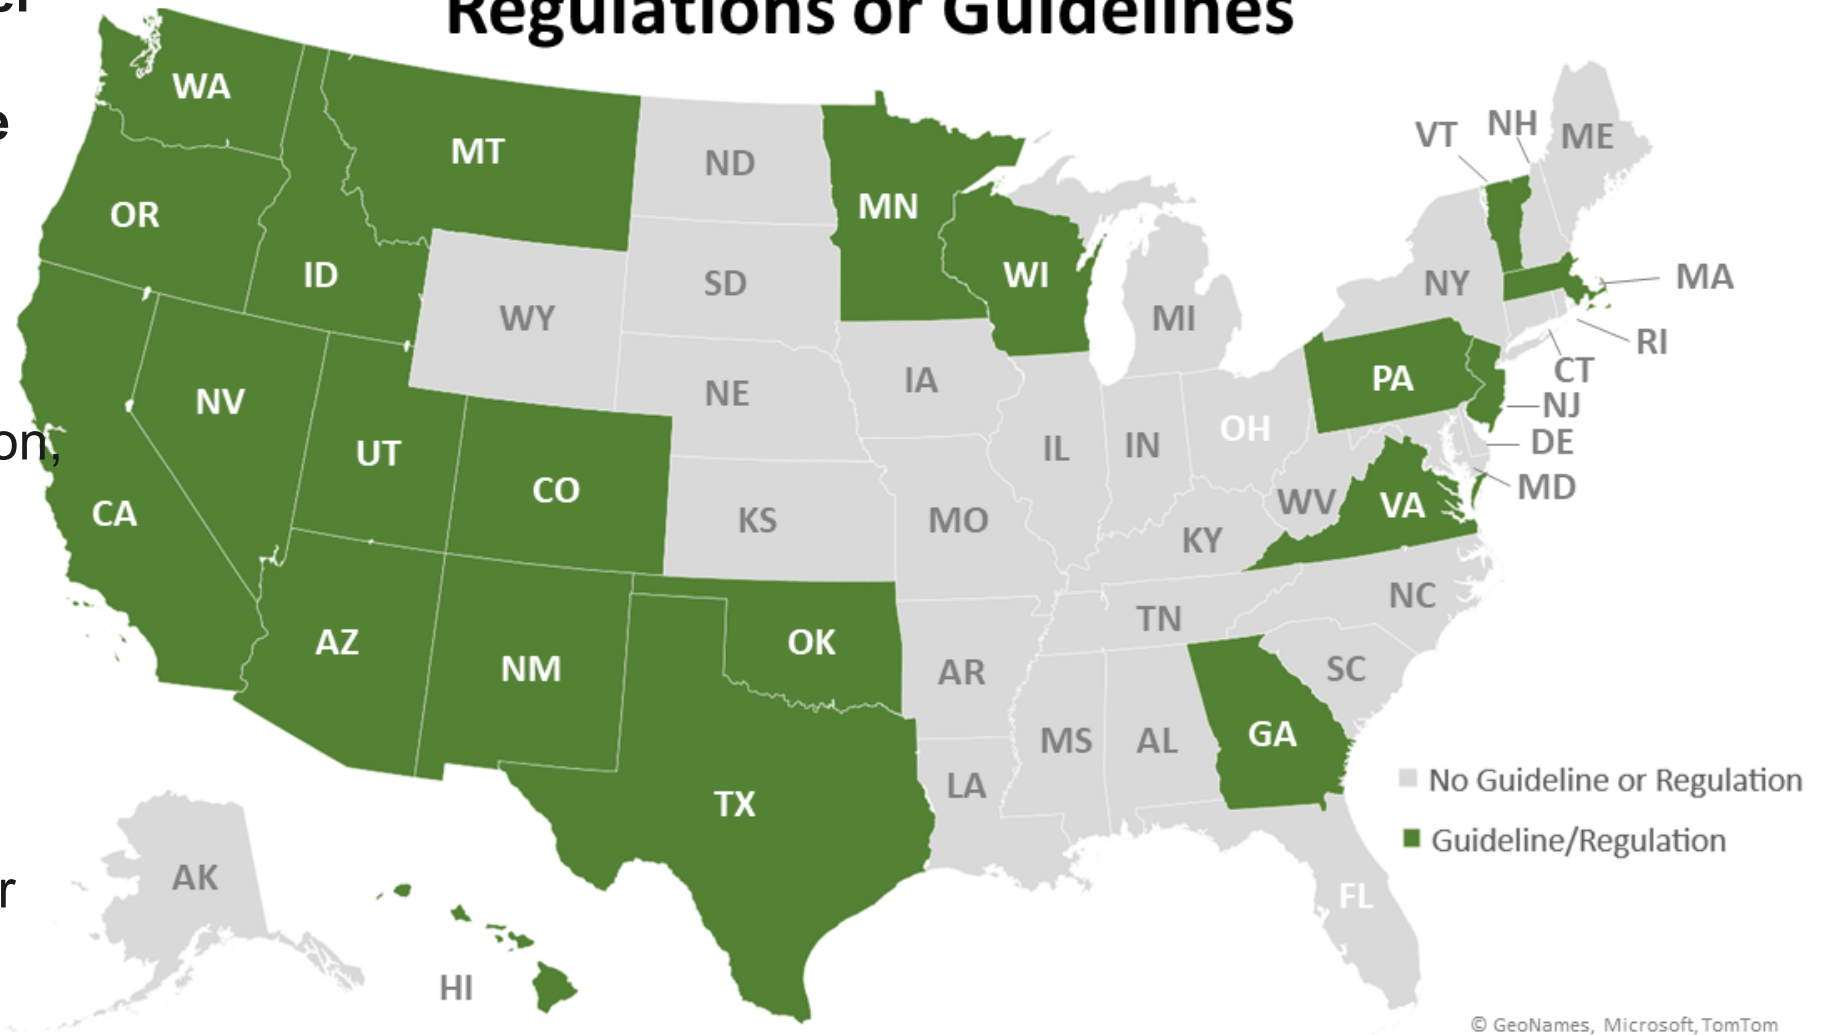 Regulations or Guidelines
er
e
on,
r
WA
MT
ND
MN
VT
NH
ME
OR
ID
SD
WI
NY
MA
WY
MI
RI
NV
NE
IA
PA
CT
NJ
UT
CO
IL
IN
OH
DE
MD
CA
KS
MO
WV
VA
KY
AZ
NM
OK
TN
NC
AR
SC
TX
MS
AL
GA
LA
No Guideline or Regulation
Guideline/Regulation
AK
FL
HI
© GeoNames, Microsoft, TomTom